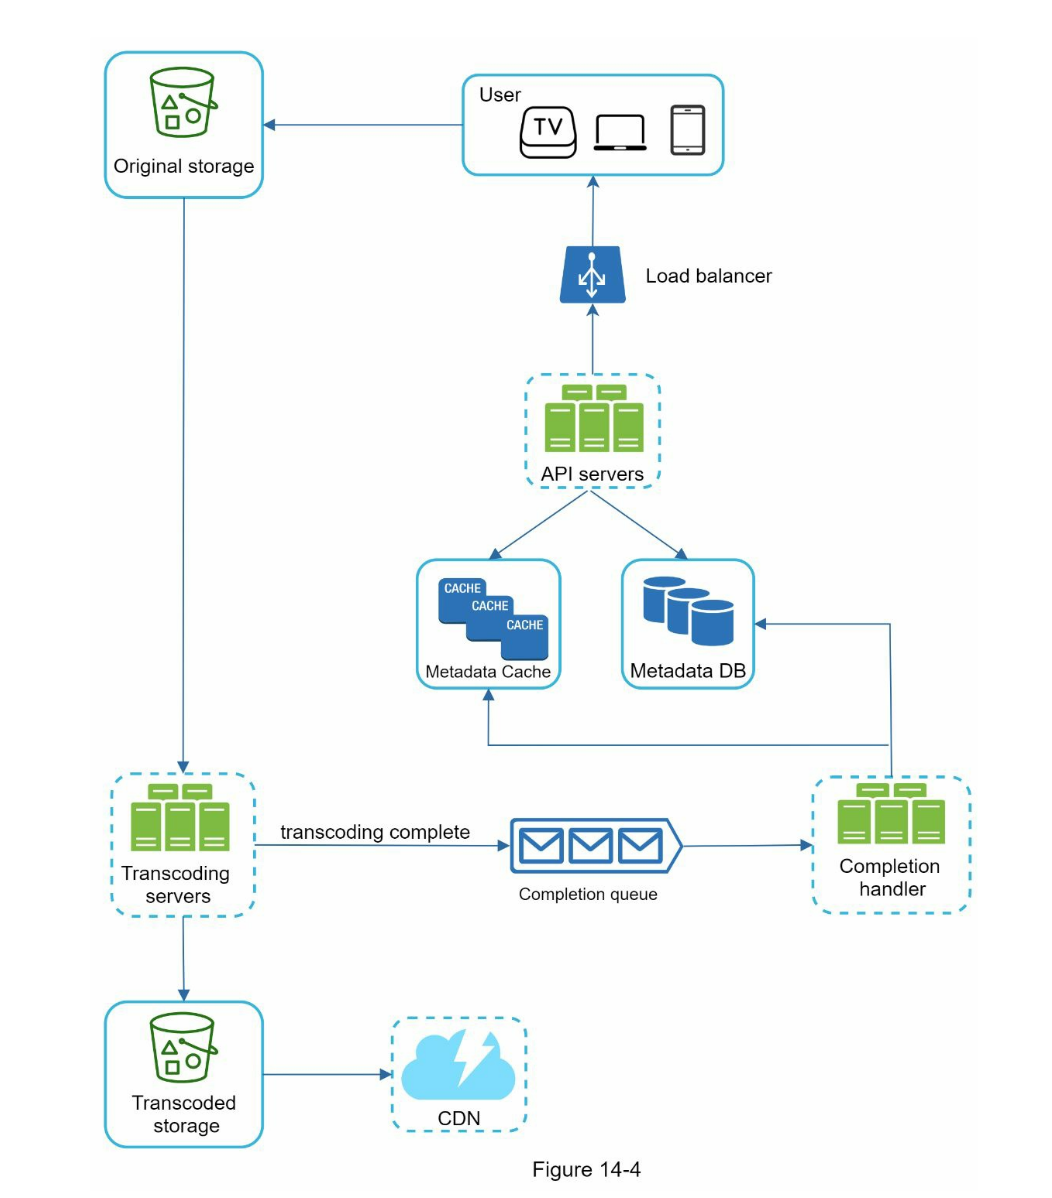 User
TV
Original storage
Load balancer
API servers
CACHE
CACHE
CACHE
Metadata Cache
Metadata DB
transcoding complete
Transcoding
servers
Completion queue
Completion
handler
Transcoded
storage
CDN
Figure 14-4